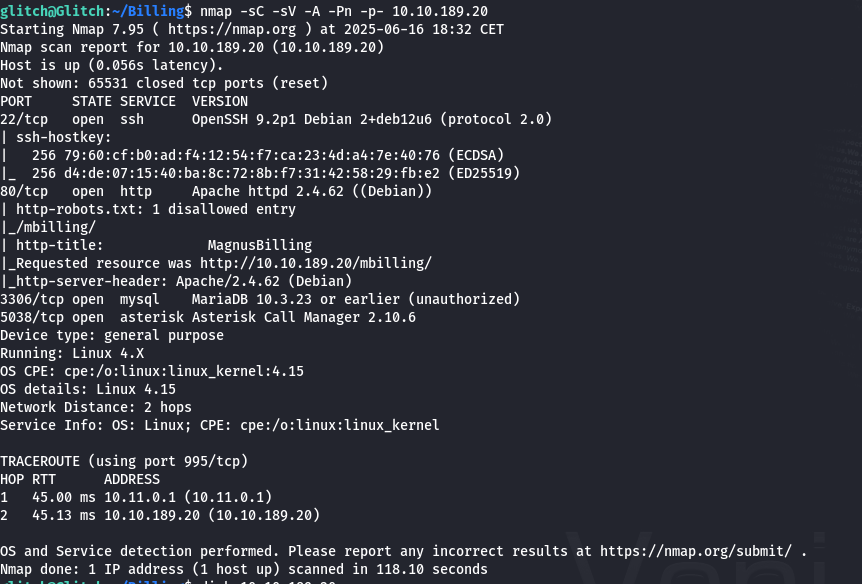 glitch@Glitch:~/Billing$ nmap -sC -sV -A -Pn -p- 10.10.189.20
Starting Nmap 7.95 ( https://nmap.org ) at 2025-06-16 18:32 CET
Nmap scan report for 10.10.189.20 (10.10.189.20)
Host is up (0.056s latency).
Not shown: 65531 closed tcp ports (reset)
PORT     STATE SERVICE  VERSION
22/tcp   open  ssh      OpenSSH 9.2p1 Debian 2+deb12u6 (protocol 2.0)
| ssh-hostkey:
|   256 79:60:cf:b0:ad:f4:12:54:f7:ca:23:4d:a4:7e:40:76 (ECDSA)
|_  256 d4:de:07:15:40:ba:8c:72:8b:f7:31:42:58:29:fb:e2 (ED25519)
80/tcp   open  http     Apache httpd 2.4.62 ((Debian))
| http-robots.txt: 1 disallowed entry
|_/mbilling/
| http-title:             MagnusBilling
|_Requested resource was http://10.10.189.20/mbilling/
|_http-server-header: Apache/2.4.62 (Debian)
3306/tcp open  mysql    MariaDB 10.3.23 or earlier (unauthorized)
5038/tcp open  asterisk Asterisk Call Manager 2.10.6
Device type: general purpose
Running: Linux 4.X
OS CPE: cpe:/o:linux:linux_kernel:4.15
OS details: Linux 4.15
Network Distance: 2 hops
Service Info: OS: Linux; CPE: cpe:/o:linux:linux_kernel

TRACEROUTE (using port 995/tcp)
HOP RTT      ADDRESS
1   45.00 ms 10.11.0.1 (10.11.0.1)
2   45.13 ms 10.10.189.20 (10.10.189.20)

OS and Service detection performed. Please report any incorrect results at https://nmap.org/submit/ .
Nmap done: 1 IP address (1 host up) scanned in 118.10 seconds